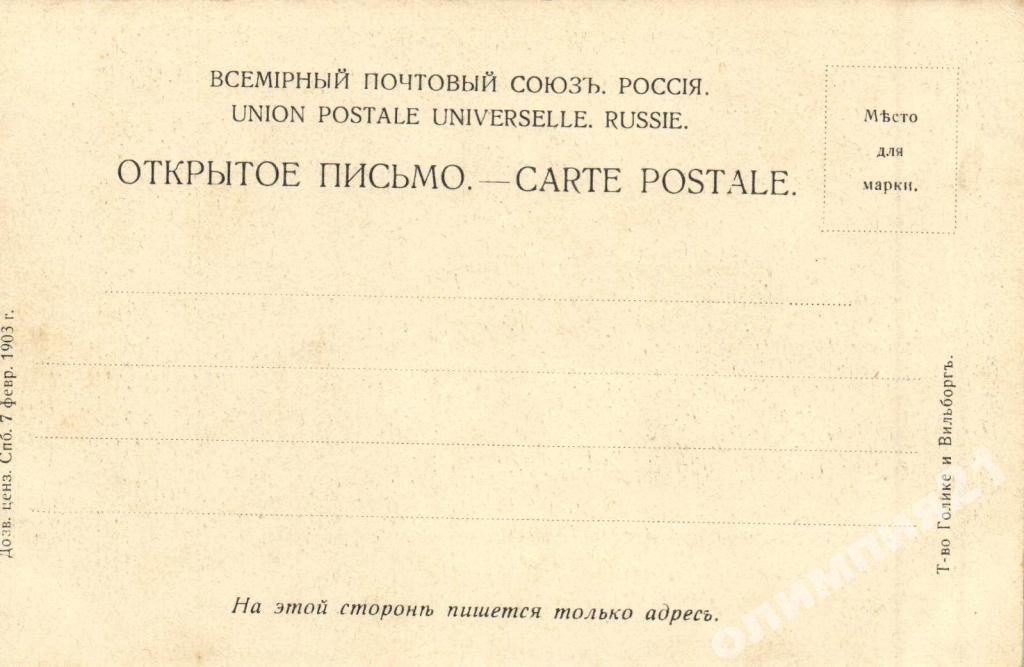 ВСЕМІРНЫЙ ПОЧТОВЫЙ СОЮЗЪ. РОССІЯ.
UNION POSTALE UNIVERSELLE. RUSSIE.
ОТКРЫТОЕ ПИСЬМО.—CARTE POSTALE.
Мѣсто
для
марки.
Дозв. ценз. Спб. 7 февр. 1903 г.
Т-во Голике и Вильборгъ.
На этой сторонѣ пишется только адресъ.
олимпия21